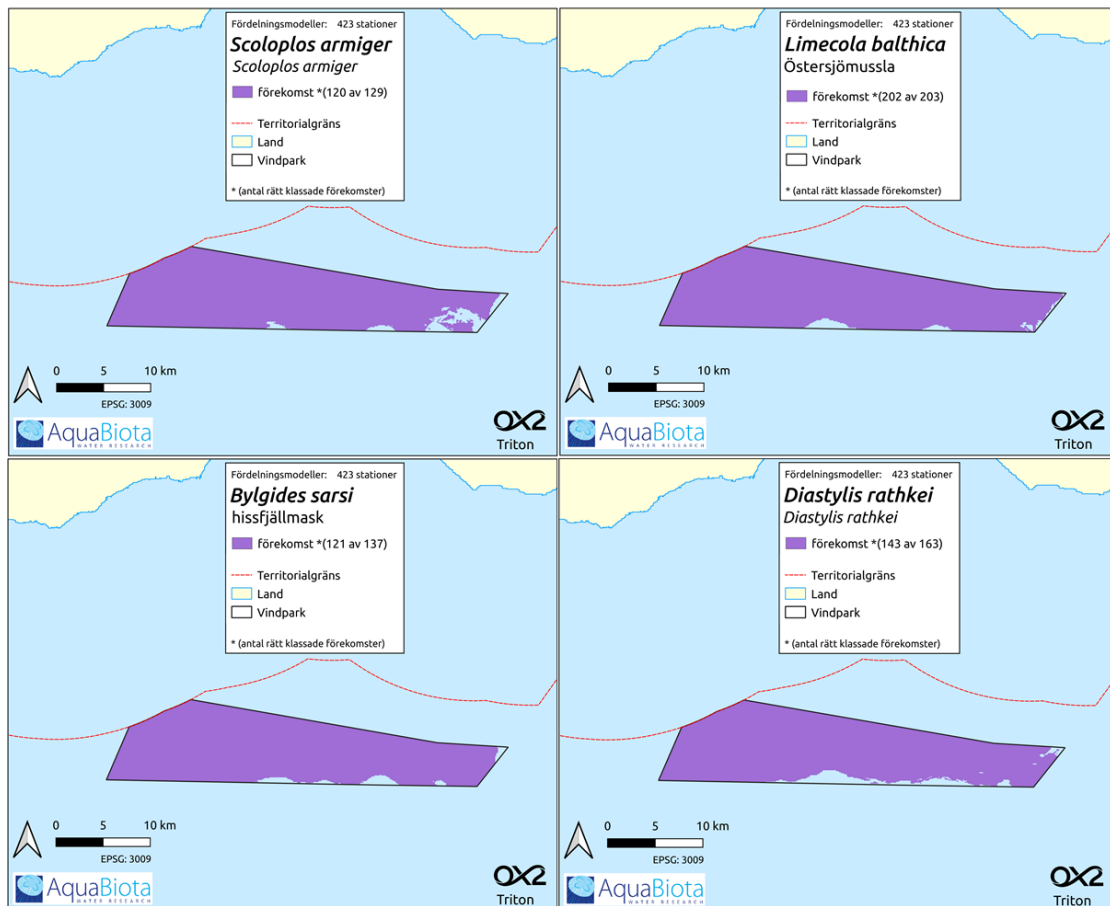 Fördelningsmodeller: 423 stationer
Scoloplos armiger
Scoloplos armiger
förekomst *(120 av 129)
Territorialgräns
Land
Vindpark
* (antal rätt klassade förekomster)
0 5 10 km
EPSG: 3009
AquaBiota
WATER RESEARCH
OX2
Triton
Fördelningsmodeller: 423 stationer
Limecola balthica
Östersjömussla
förekomst *(202 av 203)
Territorialgräns
Land
Vindpark
* (antal rätt klassade förekomster)
0 5 10 km
EPSG: 3009
AquaBiota
WATER RESEARCH
OX2
Triton
Fördelningsmodeller: 423 stationer
Bylgides sarsi
hissfjällmask
förekomst *(121 av 137)
Territorialgräns
Land
Vindpark
* (antal rätt klassade förekomster)
0 5 10 km
EPSG: 3009
AquaBiota
WATER RESEARCH
OX2
Triton
Fördelningsmodeller: 423 stationer
Diastylis rathkei
Diastylis rathkei
förekomst *(143 av 163)
Territorialgräns
Land
Vindpark
* (antal rätt klassade förekomster)
0 5 10 km
EPSG: 3009
AquaBiota
WATER RESEARCH
OX2
Triton